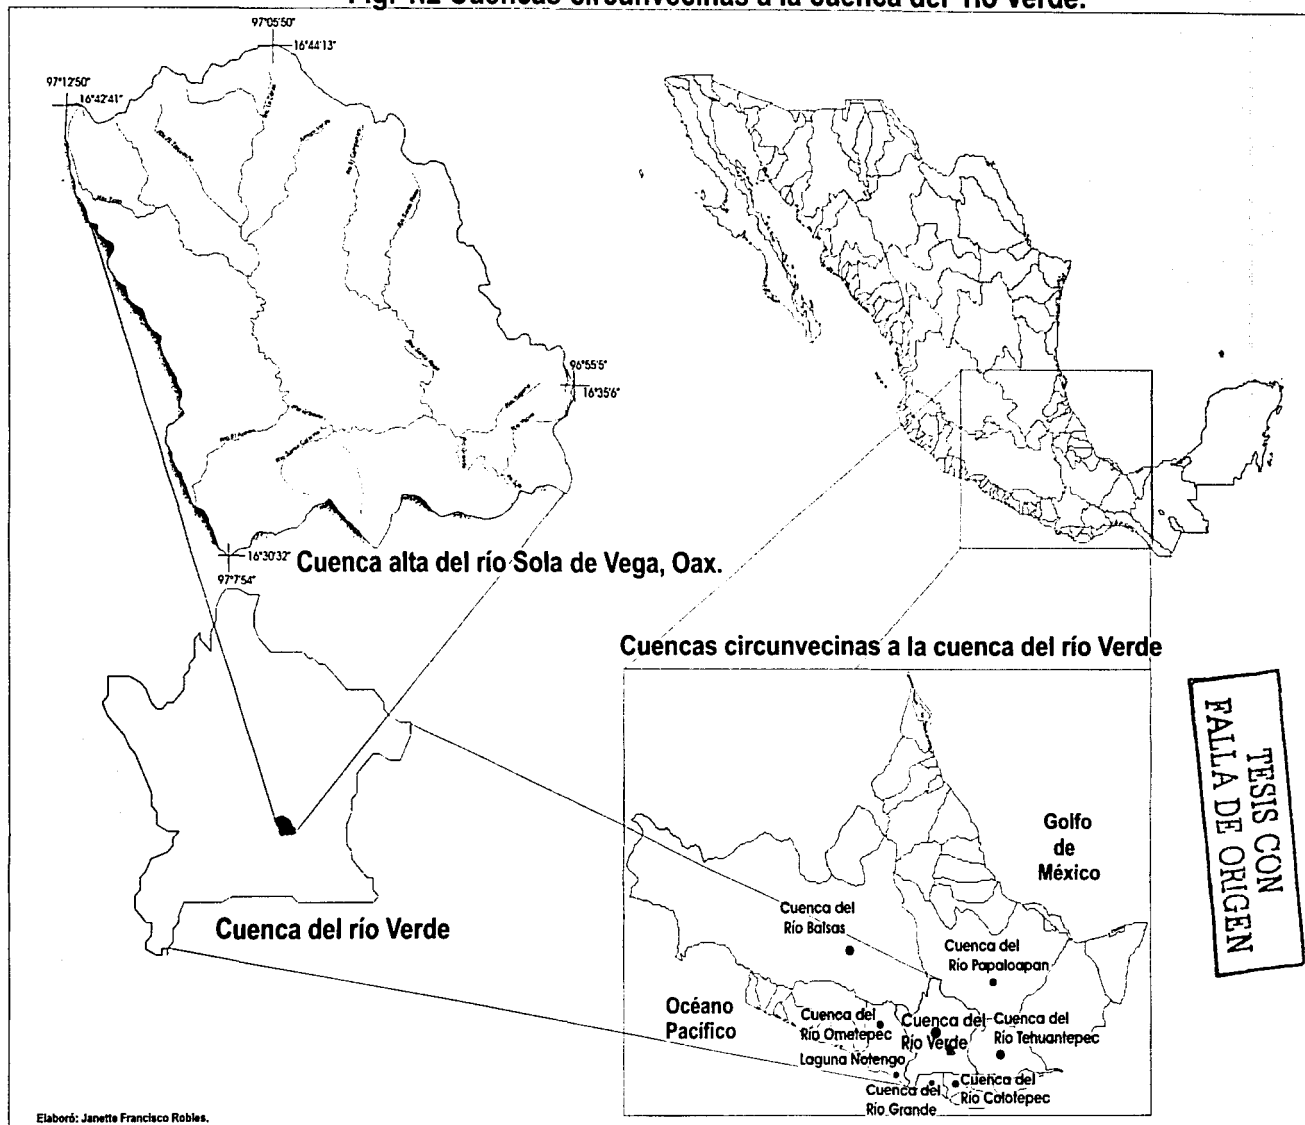 Fig. 1.2 Cuencas circunvecinas a la cuenca del río Verde.
97°05'50"
16°44'13"
97°12'50"
16°42'41"
96°55'5"
16°35'6"
16°30'32"
97°7'54"
Cuenca alta del río Sola de Vega, Oax.
Cuencas circunvecinas a la cuenca del río Verde
Cuenca del río Verde
Golfo
de
México
Cuenca del
Río Balsas
Cuenca del
Río Papaloapan
Océano
Pacífico
Cuenca del
Río Ometepec
Cuenca del
Río Verde
Cuenca del
Río Tehuantepec
Laguna Notengo
Cuenca del
Río Grande
Cuenca del
Río Colotepec
TESIS CON
FALLA DE ORIGEN
Elaboró: Janette Francisco Robles.